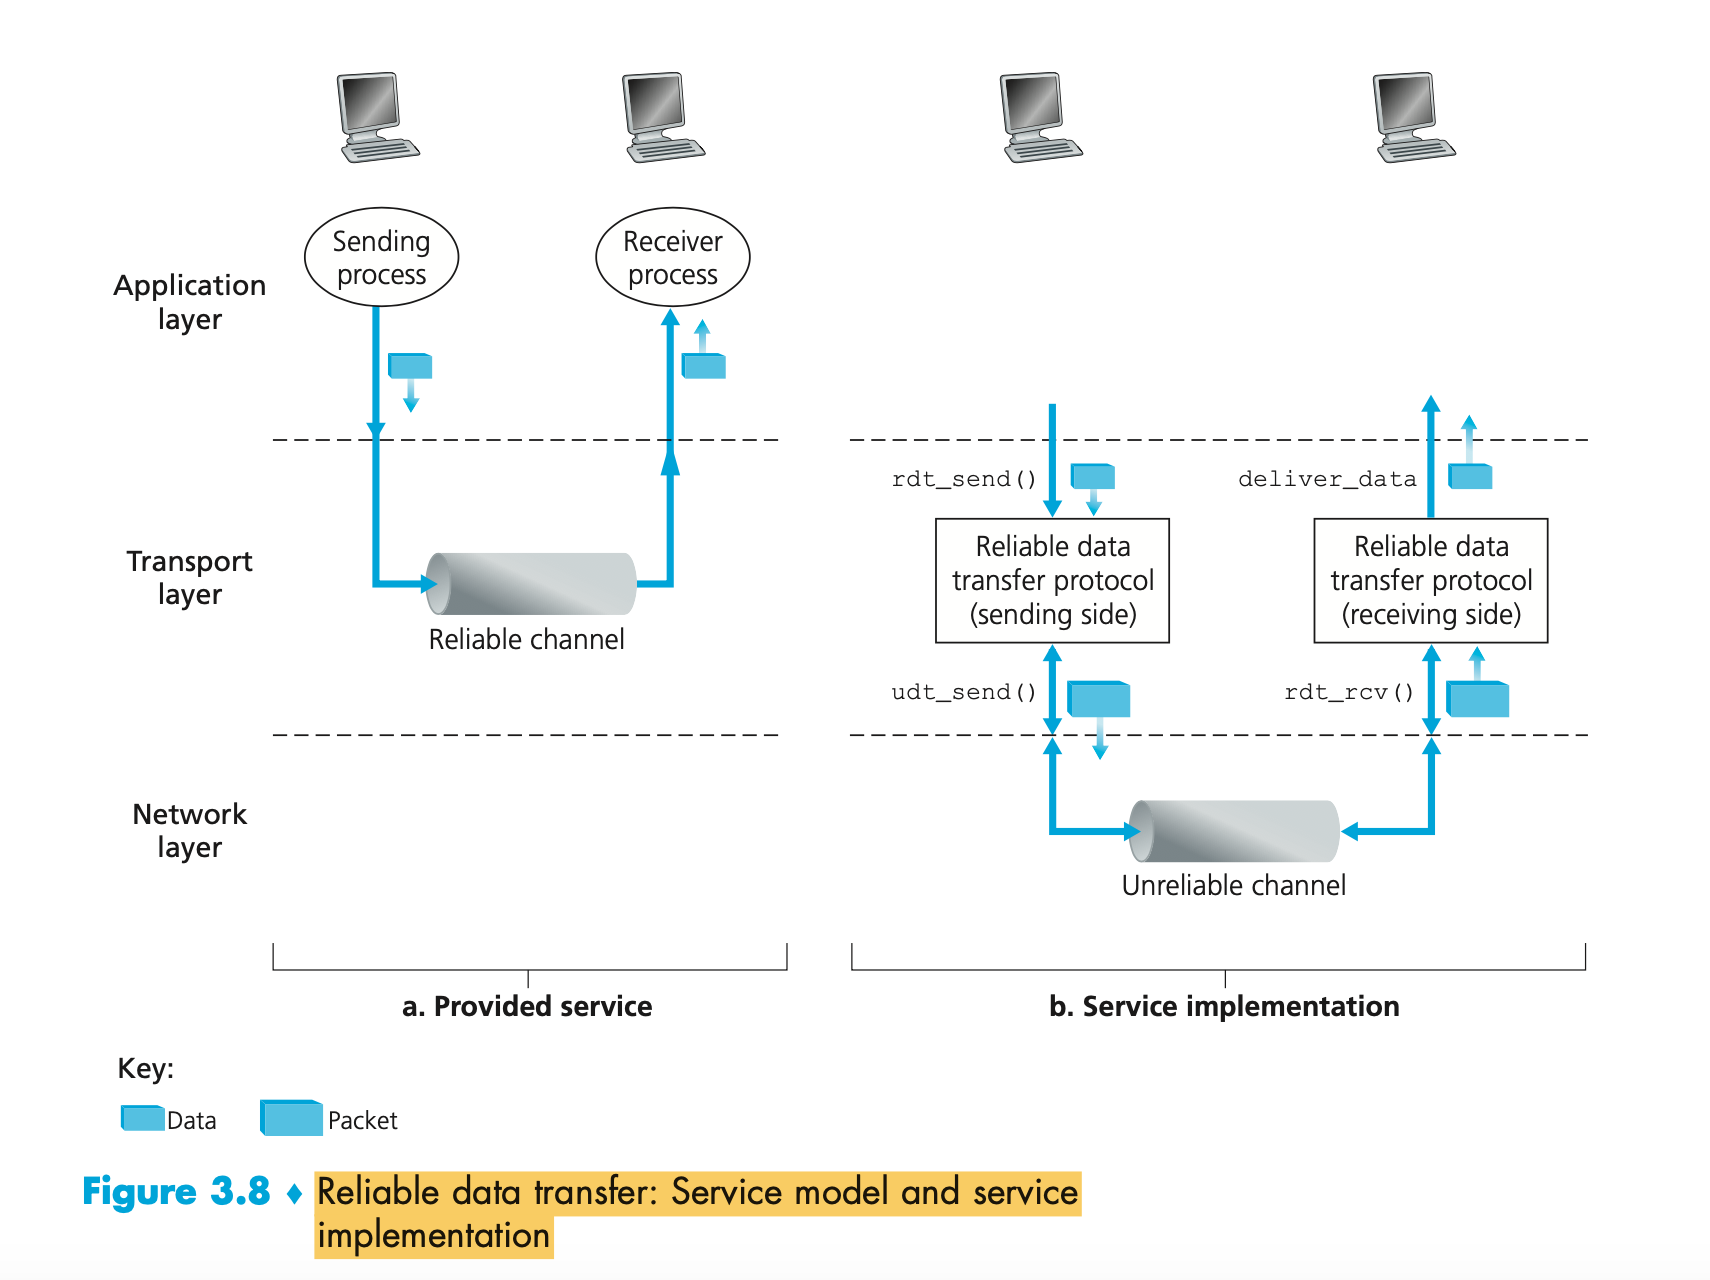 Sending
process
Receiver
process
Application
layer
rdt_send()
deliver_data
Transport
layer
Reliable channel
Reliable data
transfer protocol
(sending side)
Reliable data
transfer protocol
(receiving side)
udt_send()
rdt_rcv()
Network
layer
Unreliable channel
a. Provided service
b. Service implementation
Key:
Data
Packet
Figure 3.8 ♦ Reliable data transfer: Service model and service
implementation